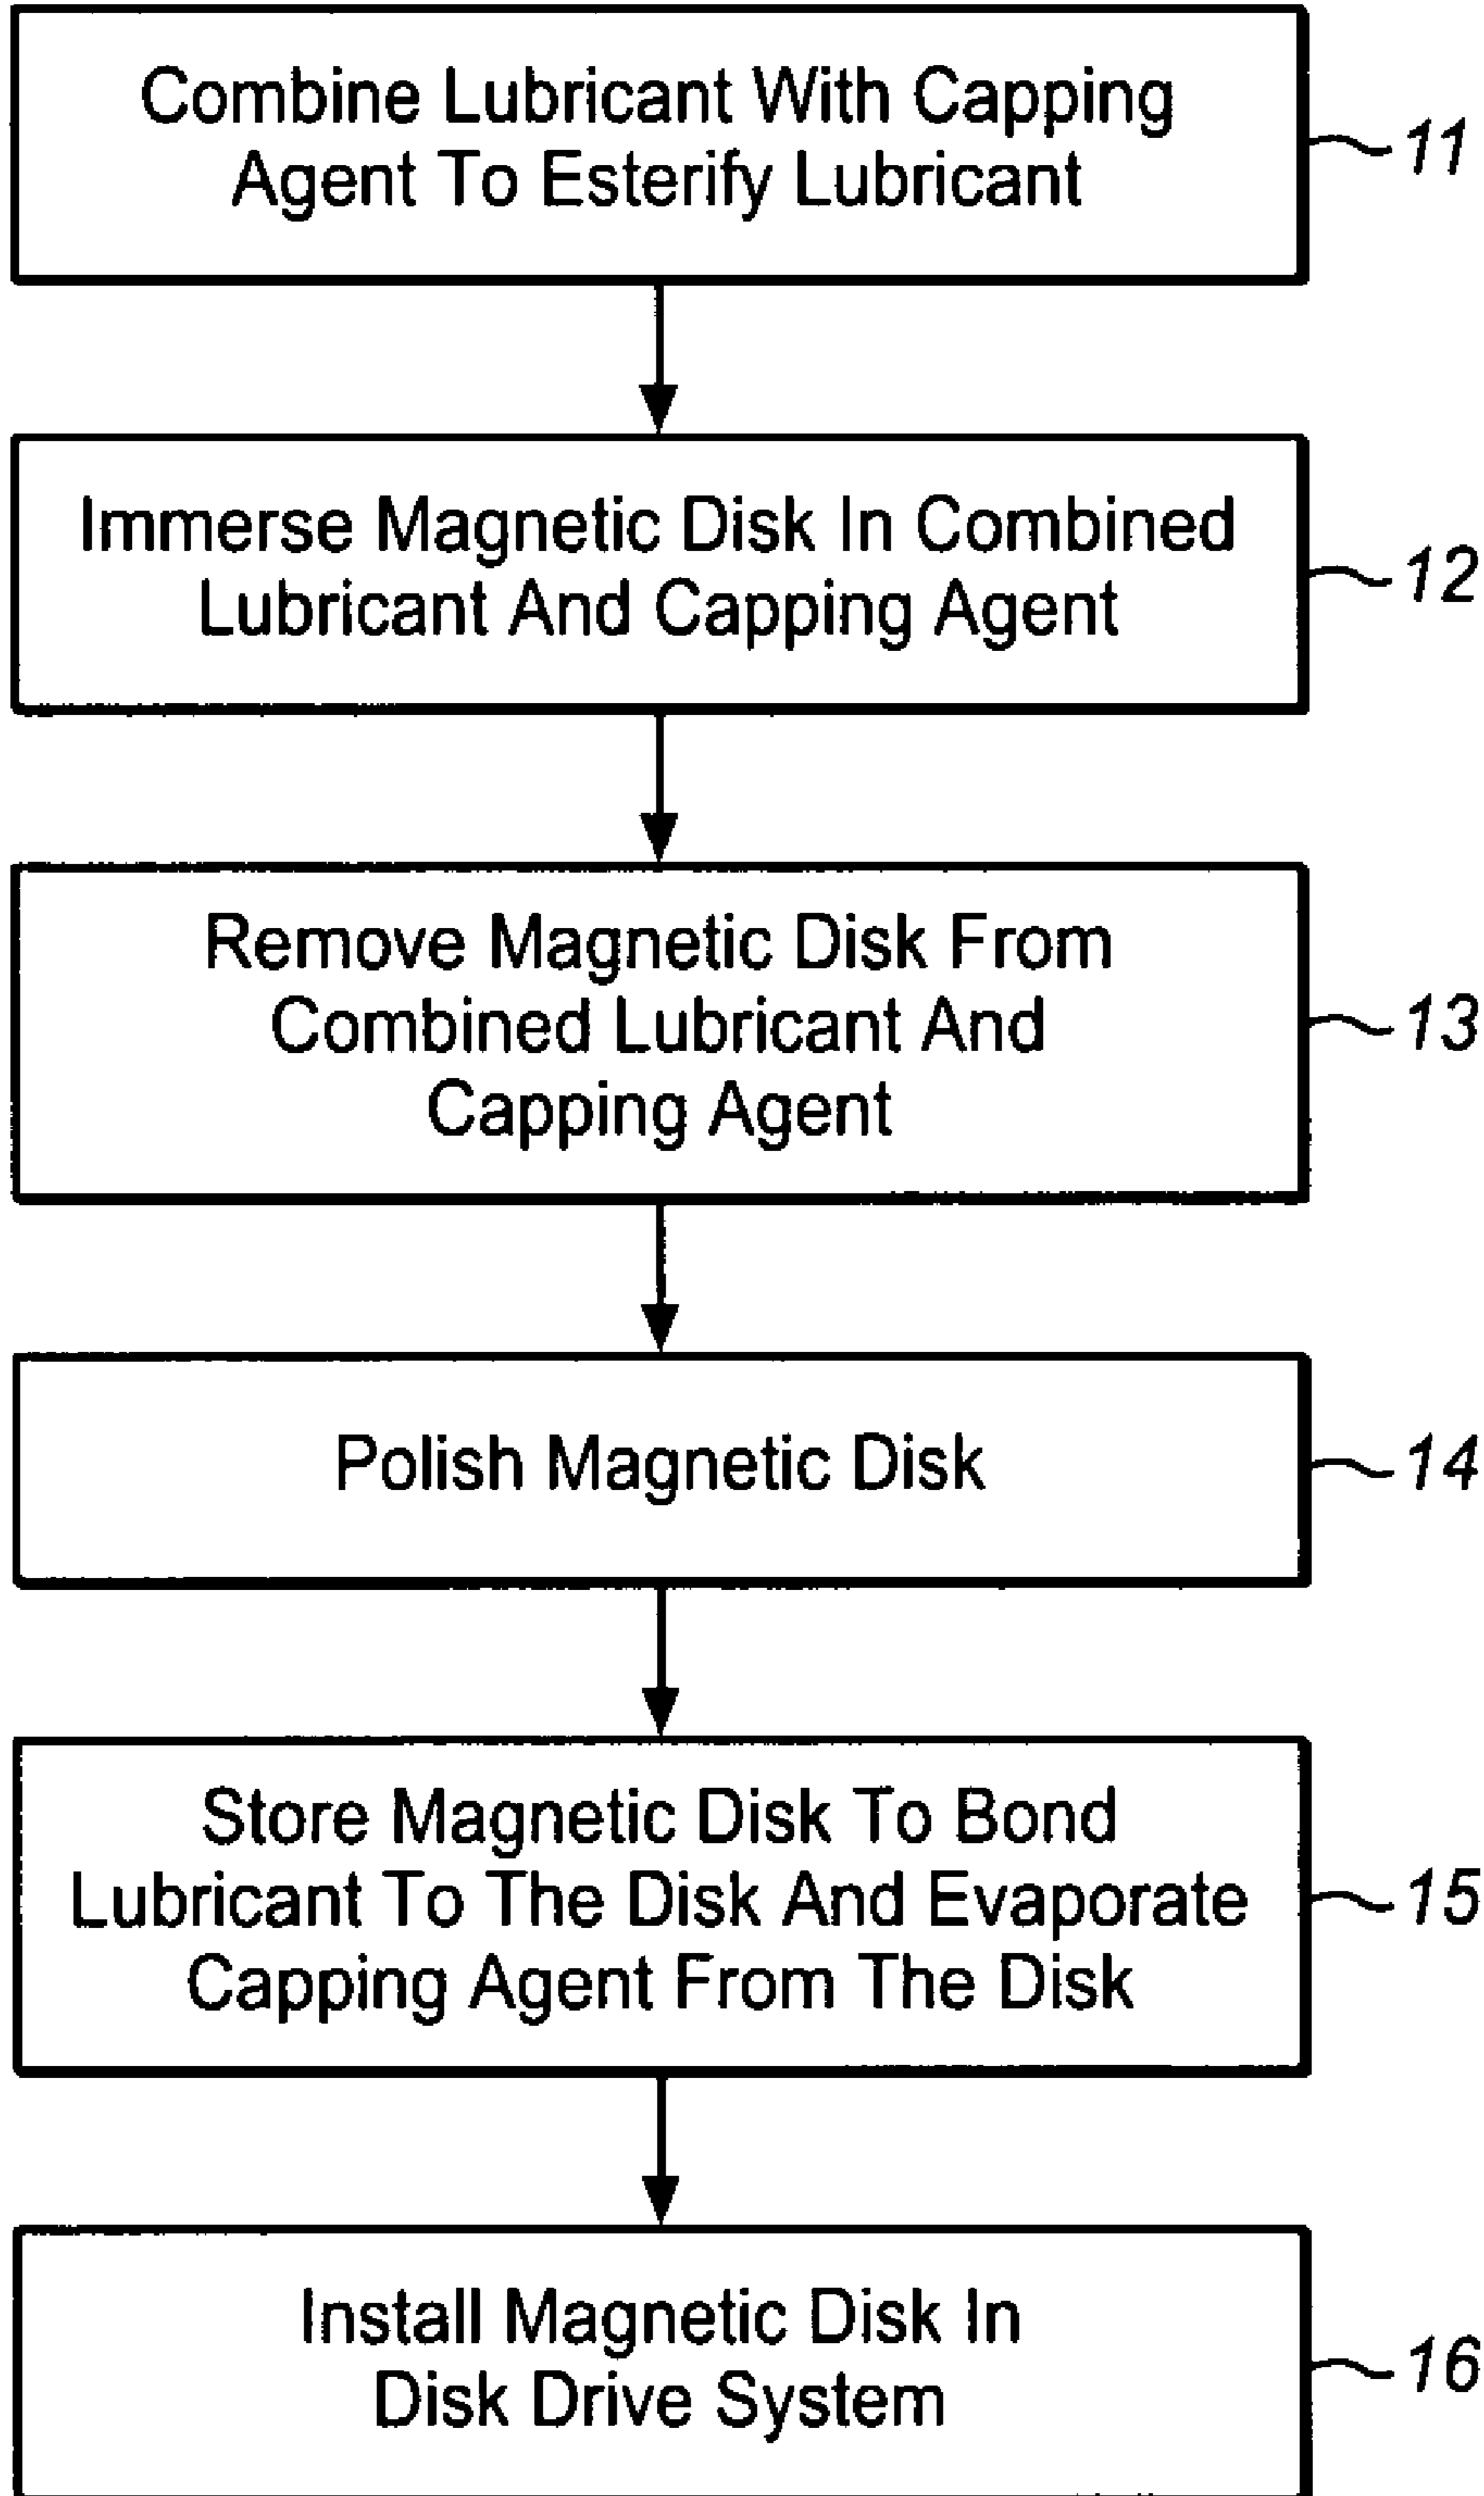 Combine Lubricant With Capping
Agent To Esterify Lubricant
11
Immerse Magnetic Disk In Combined
Lubricant And Capping Agent
12
Remove Magnetic Disk From
Combined Lubricant And
Capping Agent
13
Polish Magnetic Disk
14
Store Magnetic Disk To Bond
Lubricant To The Disk And Evaporate
Capping Agent From The Disk
15
Install Magnetic Disk In
Disk Drive System
16